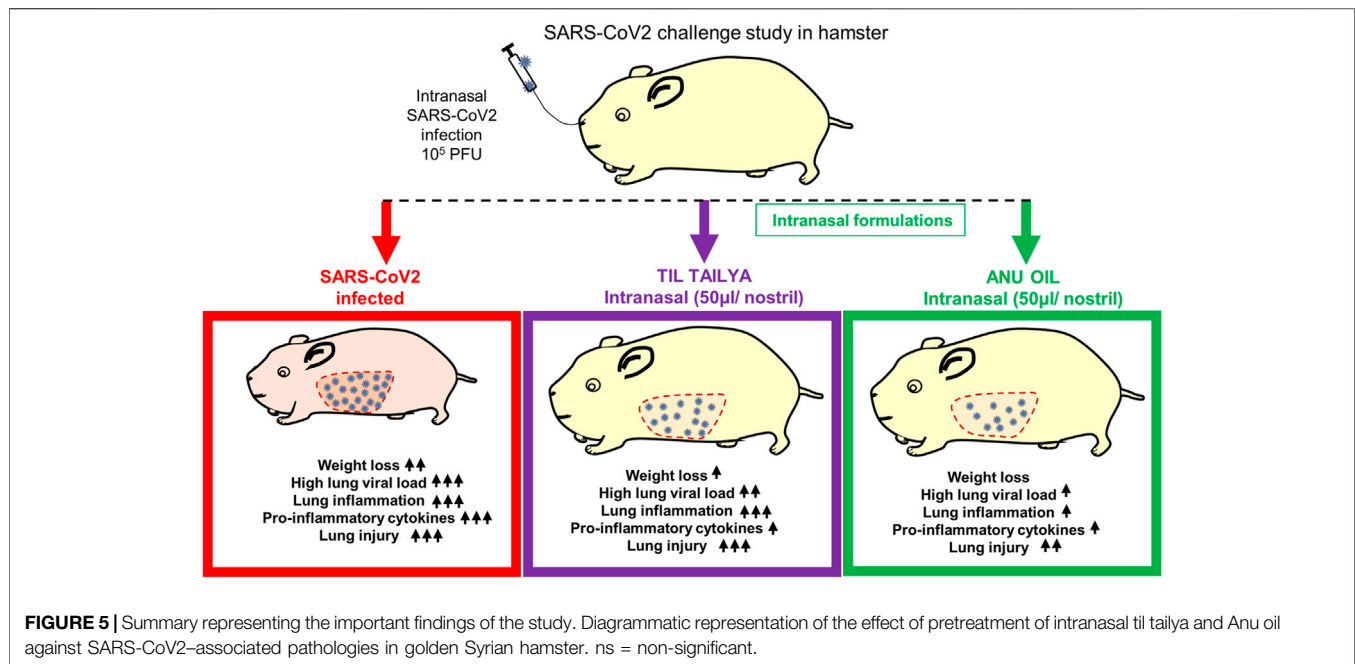 SARS-CoV2 challenge study in hamster
Intranasal
SARS-CoV2
infection
10⁵ PFU
Intranasal formulations
SARS-CoV2
infected
TIL TAILYA
Intranasal (50µl/ nostril)
ANU OIL
Intranasal (50µl/ nostril)
Weight loss ↑↑
High lung viral load ↑↑↑
Lung inflammation ↑↑↑
Pro-inflammatory cytokines ↑↑↑
Lung injury ↑↑↑
Weight loss ↑
High lung viral load ↑↑
Lung inflammation ↑↑↑
Pro-inflammatory cytokines ↑
Lung injury ↑↑↑
Weight loss
High lung viral load ↑
Lung inflammation ↑
Pro-inflammatory cytokines ↑
Lung injury ↑↑
FIGURE 5 | Summary representing the important findings of the study. Diagrammatic representation of the effect of pretreatment of intranasal til tailya and Anu oil
against SARS-CoV2–associated pathologies in golden Syrian hamster. ns = non-significant.